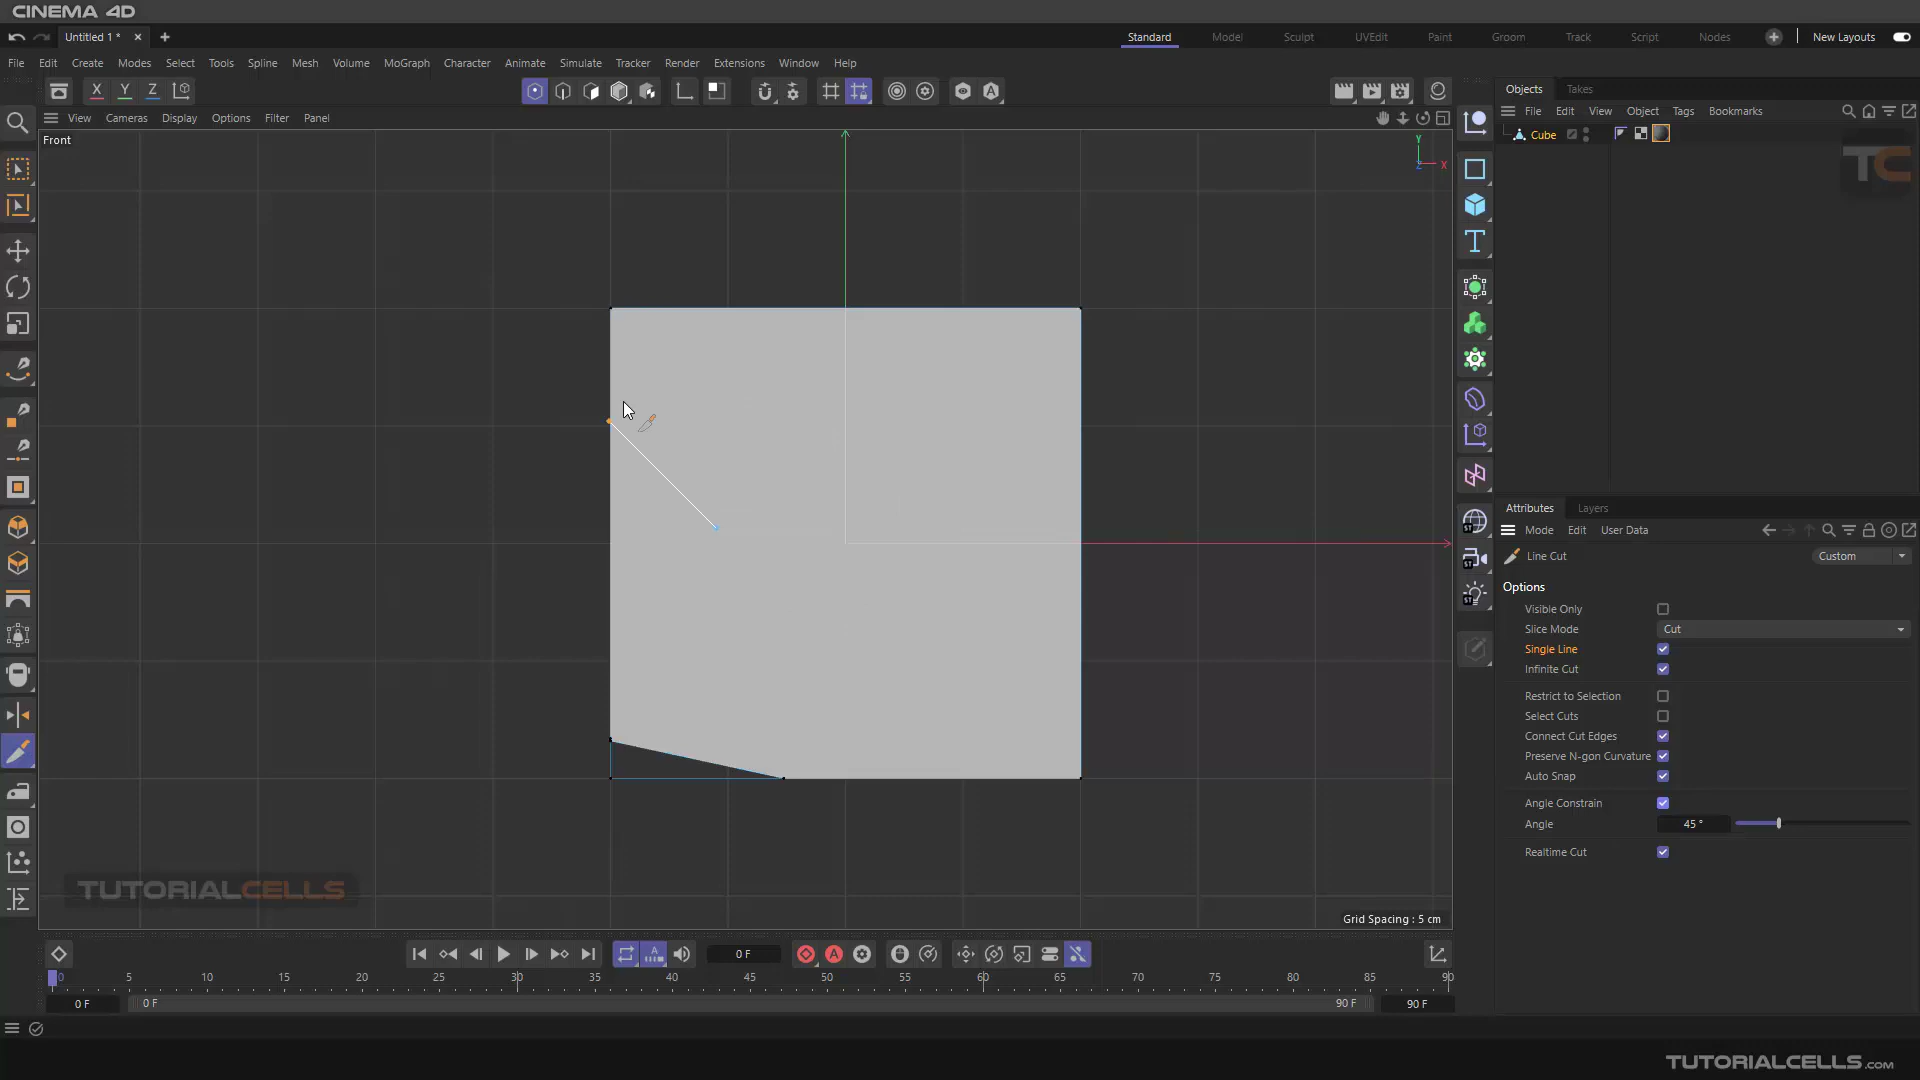 CINEMA 4D
Untitled 1 *
Standard
Model
Sculpt
UVEdit
Paint
Groom
Track
Script
Nodes
New Layouts
File Edit Create Modes Select Tools Spline Mesh Volume MoGraph Character Animate Simulate Tracker Render Extensions Window Help
X Y Z
View Cameras Display Options Filter Panel
Front
Y
X
Z
Grid Spacing : 5 cm
TUTORIALCELLS
Objects Takes
File Edit View Object Tags Bookmarks
Cube
TC
Attributes Layers
Mode Edit User Data
Line Cut
Custom
Options
Visible Only
Slice Mode Cut
Single Line
Infinite Cut
Restrict to Selection
Select Cuts
Connect Cut Edges
Preserve N-gon Curvature
Auto Snap
Angle Constrain
Angle 45 °
Realtime Cut
0 F
0 5 10 15 20 25 30 35 40 45 50 55 60 65 70 75 80 85 90
0 F 0 F 90 F 90 F
TUTORIALCELLS.COM